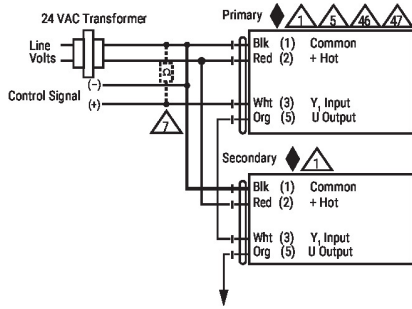 24 VAC Transformer
Primary 1 5 46 47
Line
Volts
Blk (1) Common
Red (2) + Hot
(−)
Control Signal
(+)
Wht (3) Y₁ Input
Org (5) U Output
Ω
7
Secondary 1
Blk (1) Common
Red (2) + Hot
Wht (3) Y₁ Input
Org (5) U Output